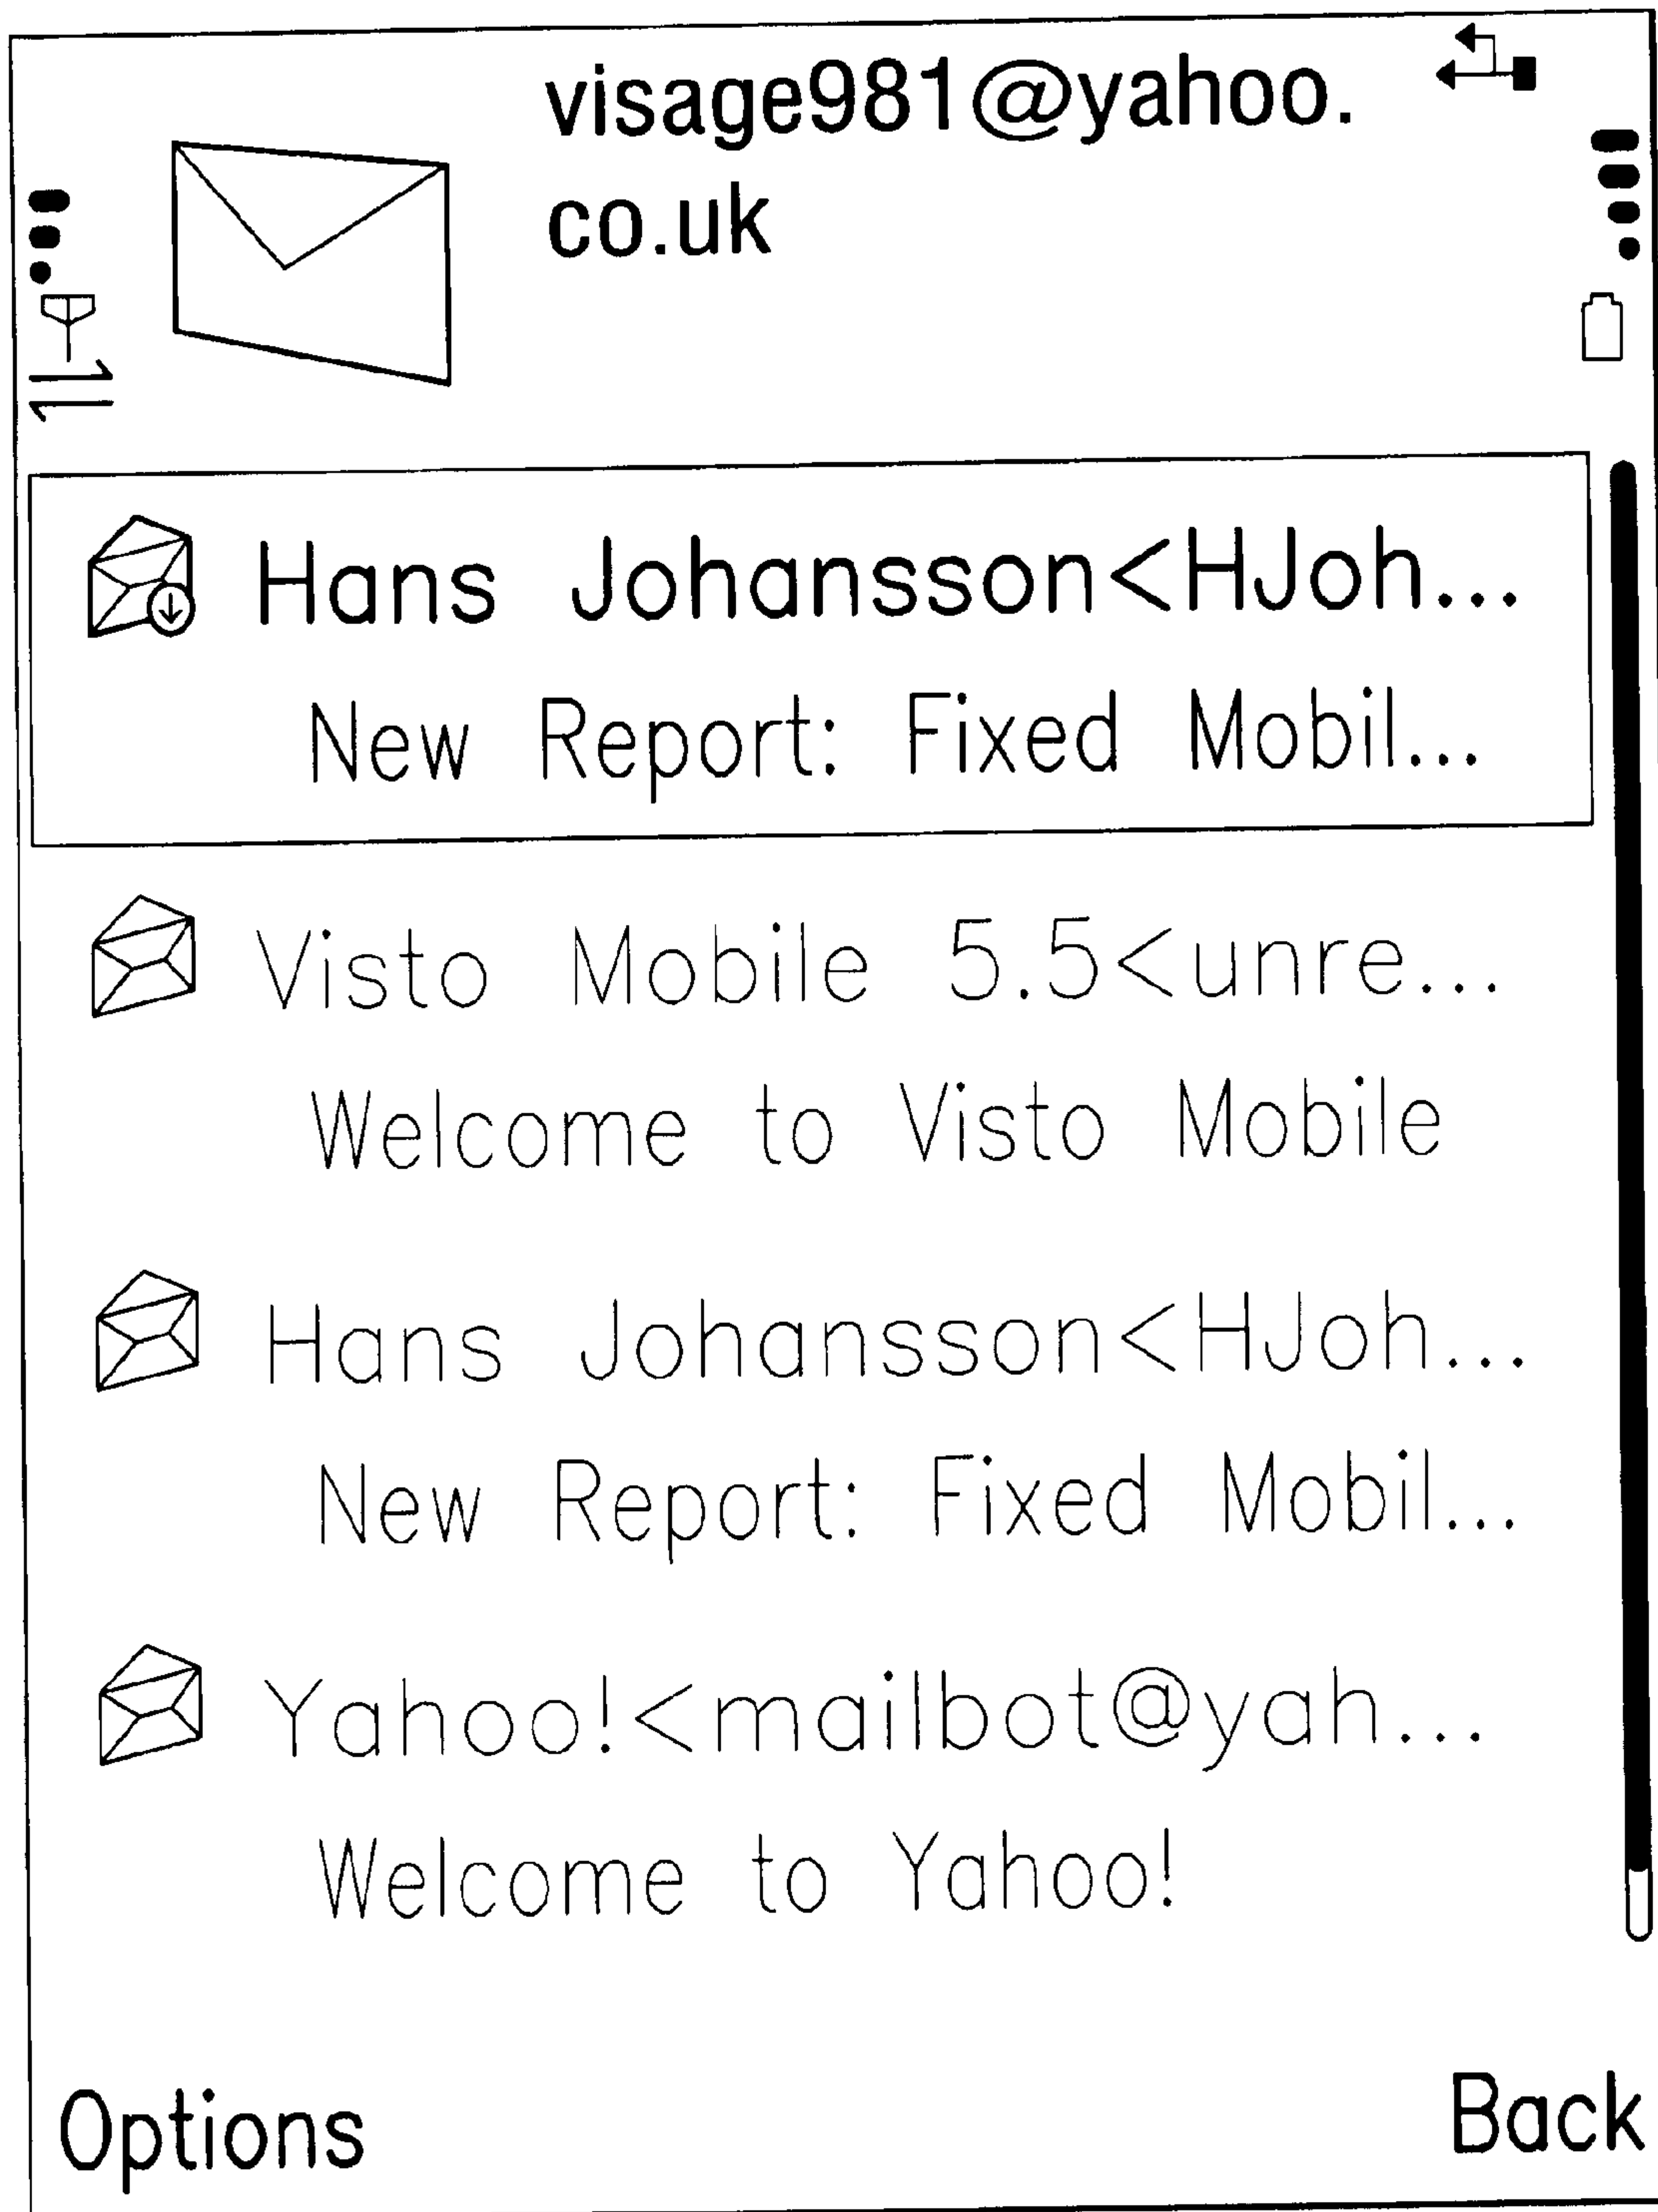 visage981@yahoo.
co.uk
Hans Johansson<HJoh...
New Report: Fixed Mobil...
Visto Mobile 5.5<unre...
Welcome to Visto Mobile
Hans Johansson<HJoh...
New Report: Fixed Mobil...
Yahoo!<mailbot@yah...
Welcome to Yahoo!
Options Back